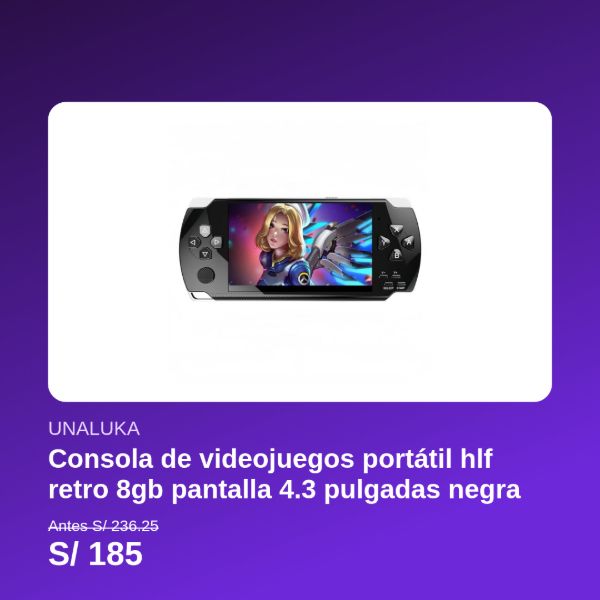 UNALUKA
Consola de videojuegos portátil hlf
retro 8gb pantalla 4.3 pulgadas negra
Antes S/ 236.25
S/ 185